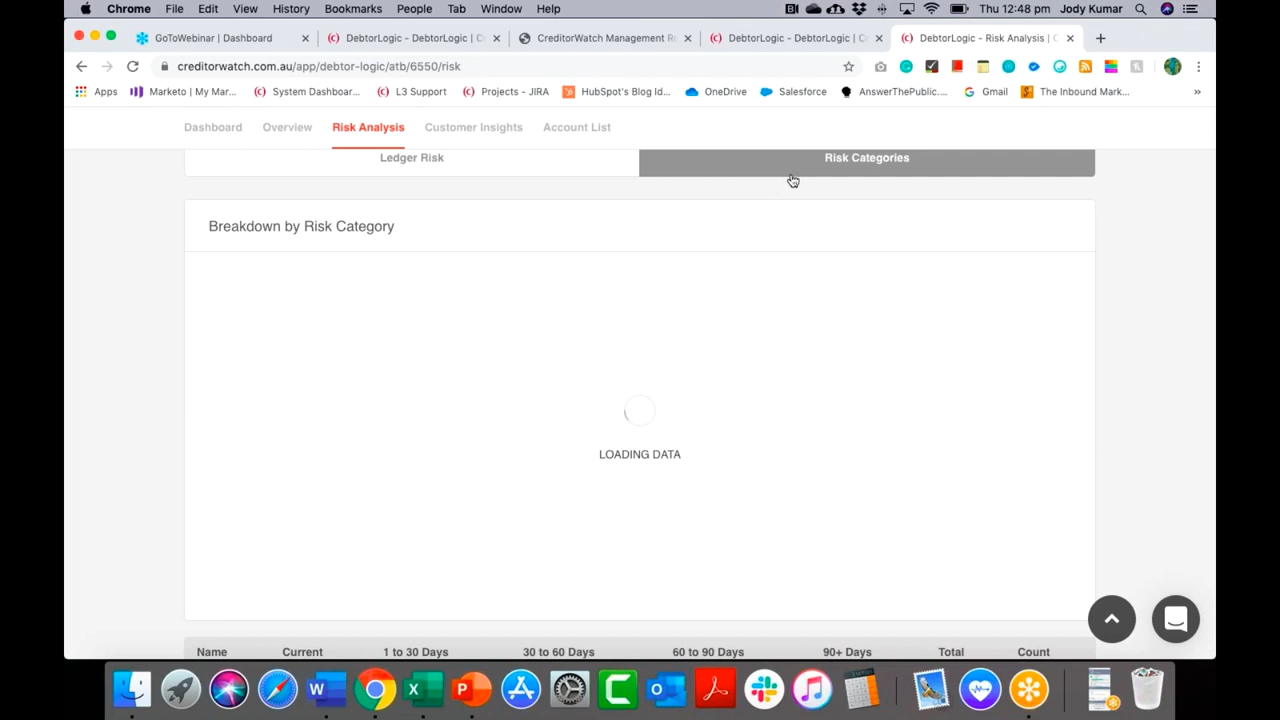 Chrome File Edit View History Bookmarks People Tab Window Help Thu 12:48 pm Jody Kumar
GoToWebinar | Dashboard DebtorLogic - DebtorLogic | C CreditorWatch Management R DebtorLogic - DebtorLogic | C DebtorLogic - Risk Analysis | C
creditorwatch.com.au/app/debtor-logic/atb/6550/risk
Apps Marketo | My Mar... System Dashboar... L3 Support Projects - JIRA HubSpot's Blog Id... OneDrive Salesforce AnswerThePublic.... Gmail The Inbound Mark... »
Dashboard Overview Risk Analysis Customer Insights Account List
Ledger Risk Risk Categories
Breakdown by Risk Category
LOADING DATA
Name Current 1 to 30 Days 30 to 60 Days 60 to 90 Days 90+ Days Total Count